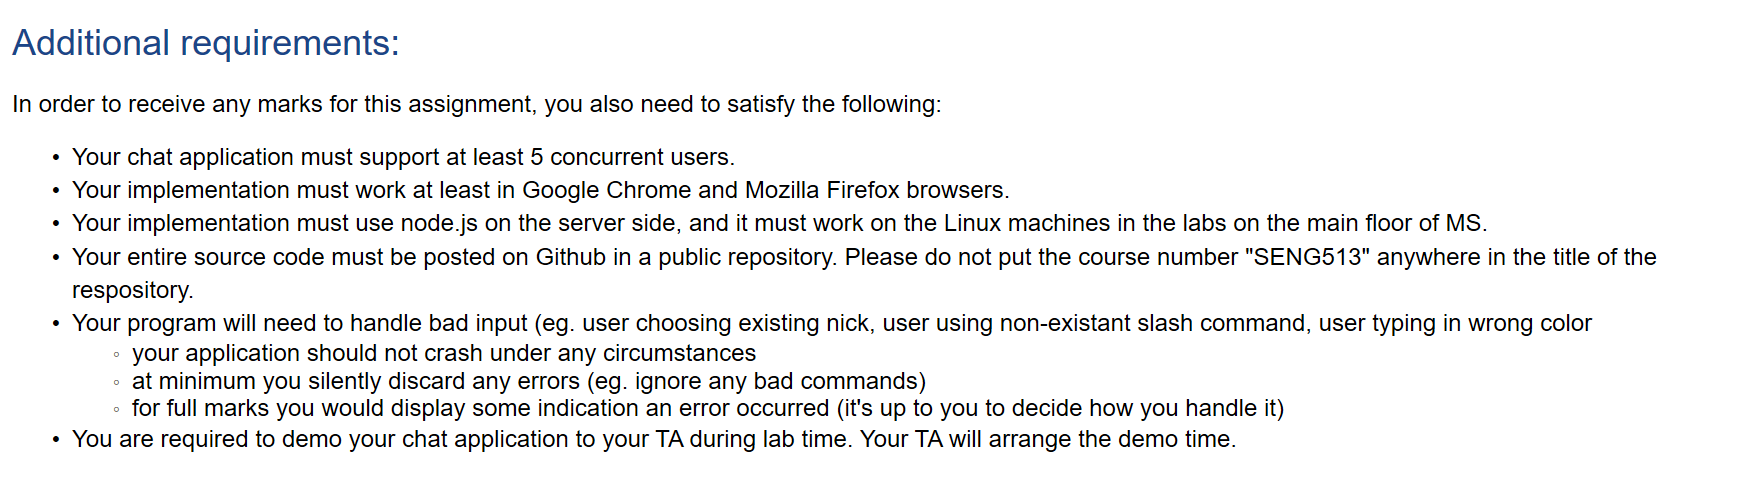 Additional requirements:
In order to receive any marks for this assignment, you also need to satisfy the following:
• Your chat application must support at least 5 concurrent users.
• Your implementation must work at least in Google Chrome and Mozilla Firefox browsers.
• Your implementation must use node.js on the server side, and it must work on the Linux machines in the labs on the main floor of MS.
• Your entire source code must be posted on Github in a public repository. Please do not put the course number "SENG513" anywhere in the title of the
respository.
• Your program will need to handle bad input (eg. user choosing existing nick, user using non-existant slash command, user typing in wrong color
◦ your application should not crash under any circumstances
◦ at minimum you silently discard any errors (eg. ignore any bad commands)
◦ for full marks you would display some indication an error occurred (it's up to you to decide how you handle it)
• You are required to demo your chat application to your TA during lab time. Your TA will arrange the demo time.